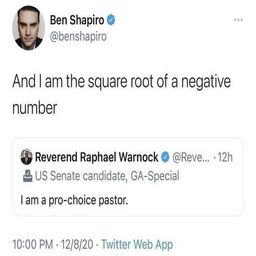 Ben Shapiro
@benshapiro
And I am the square root of a negative
number
Reverend Raphael Warnock @Reve... · 12h
US Senate candidate, GA-Special
I am a pro-choice pastor.
10:00 PM · 12/8/20 · Twitter Web App